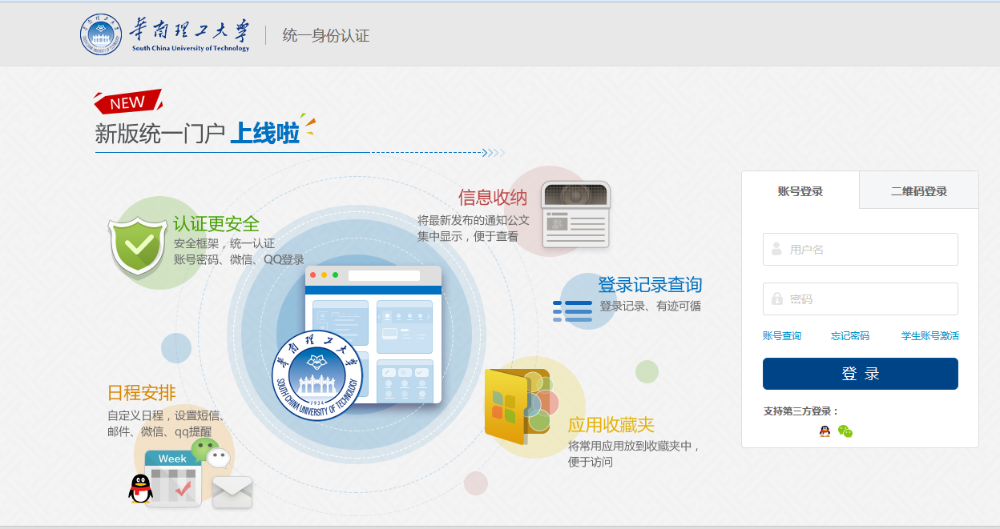 華南理工大學
South China University of Technology
统一身份认证
NEW
新版统一门户 上线啦
认证更安全
安全框架，统一认证
账号密码、微信、QQ登录
信息收纳
将最新发布的通知公文
集中显示，便于查看
登录记录查询
登录记录、有迹可循
华南理工大学
SOUTH CHINA UNIVERSITY OF TECHNOLOGY
1934
日程安排
自定义日程，设置短信、
邮件、微信、qq提醒
Week
应用收藏夹
将常用应用放到收藏夹中，
便于访问
账号登录
二维码登录
用户名
密码
账号查询
忘记密码
学生账号激活
登 录
支持第三方登录：